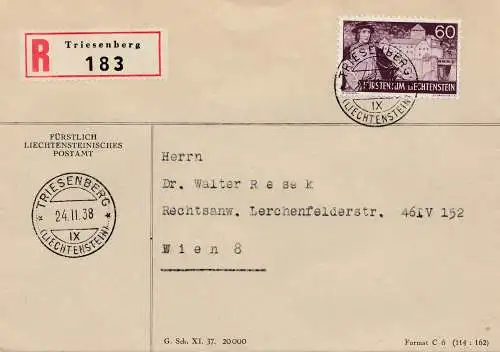 R
Triesenberg
183
60
FÜRSTENTUM LIECHTENSTEIN
TRIESENBERG
IX
(LIECHTENSTEIN)
FÜRSTLICH
LIECHTENSTEINISCHES
POSTAMT
TRIESENBERG
24.11.38
IX
(LIECHTENSTEIN)
Herrn
Dr. Walter R e s e k
Rechtsanw. Lerchenfelderstr. 46IV 152
W i e n 8
G. Sch. XI. 37. 20000
Format C 6 (114 : 162)